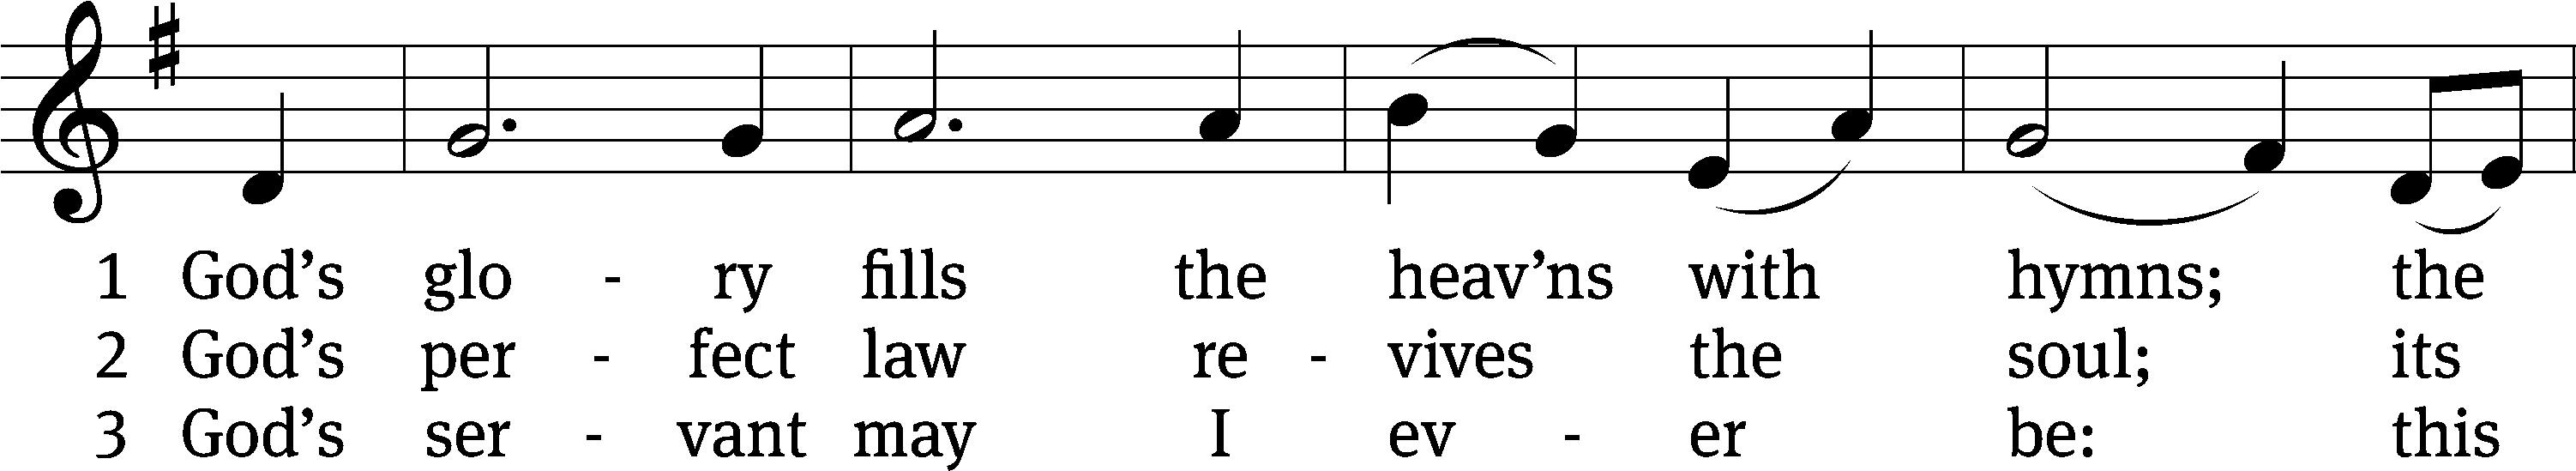 1 God’s glo - ry fills the heav’ns with hymns; the
2 God’s per - fect law re - vives the soul; its
3 God’s ser - vant may I ev - er be: this